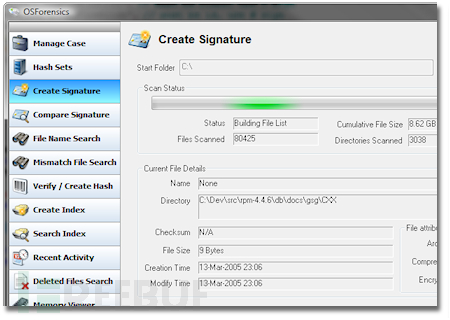 OSForensics
Manage Case
Hash Sets
Create Signature
Compare Signature
File Name Search
Mismatch File Search
Verify / Create Hash
Create Index
Search Index
Recent Activity
Deleted Files Search
Memory Viewer
Create Signature
Start Folder C:\
Scan Status
Status Building File List Cumulative File Size 8.62 GB
Files Scanned 80425 Directories Scanned 3038
Current File Details
Name None
Directory C:\Dev\src\rpm-4.4.6\db\docs\gsg\CXX
Checksum N/A File attrib
File Size 9 Bytes Arc
Creation Time 13-Mar-2005 23:06 Compre
Modify Time 13-Mar-2005 23:06 Encry
REEBUF